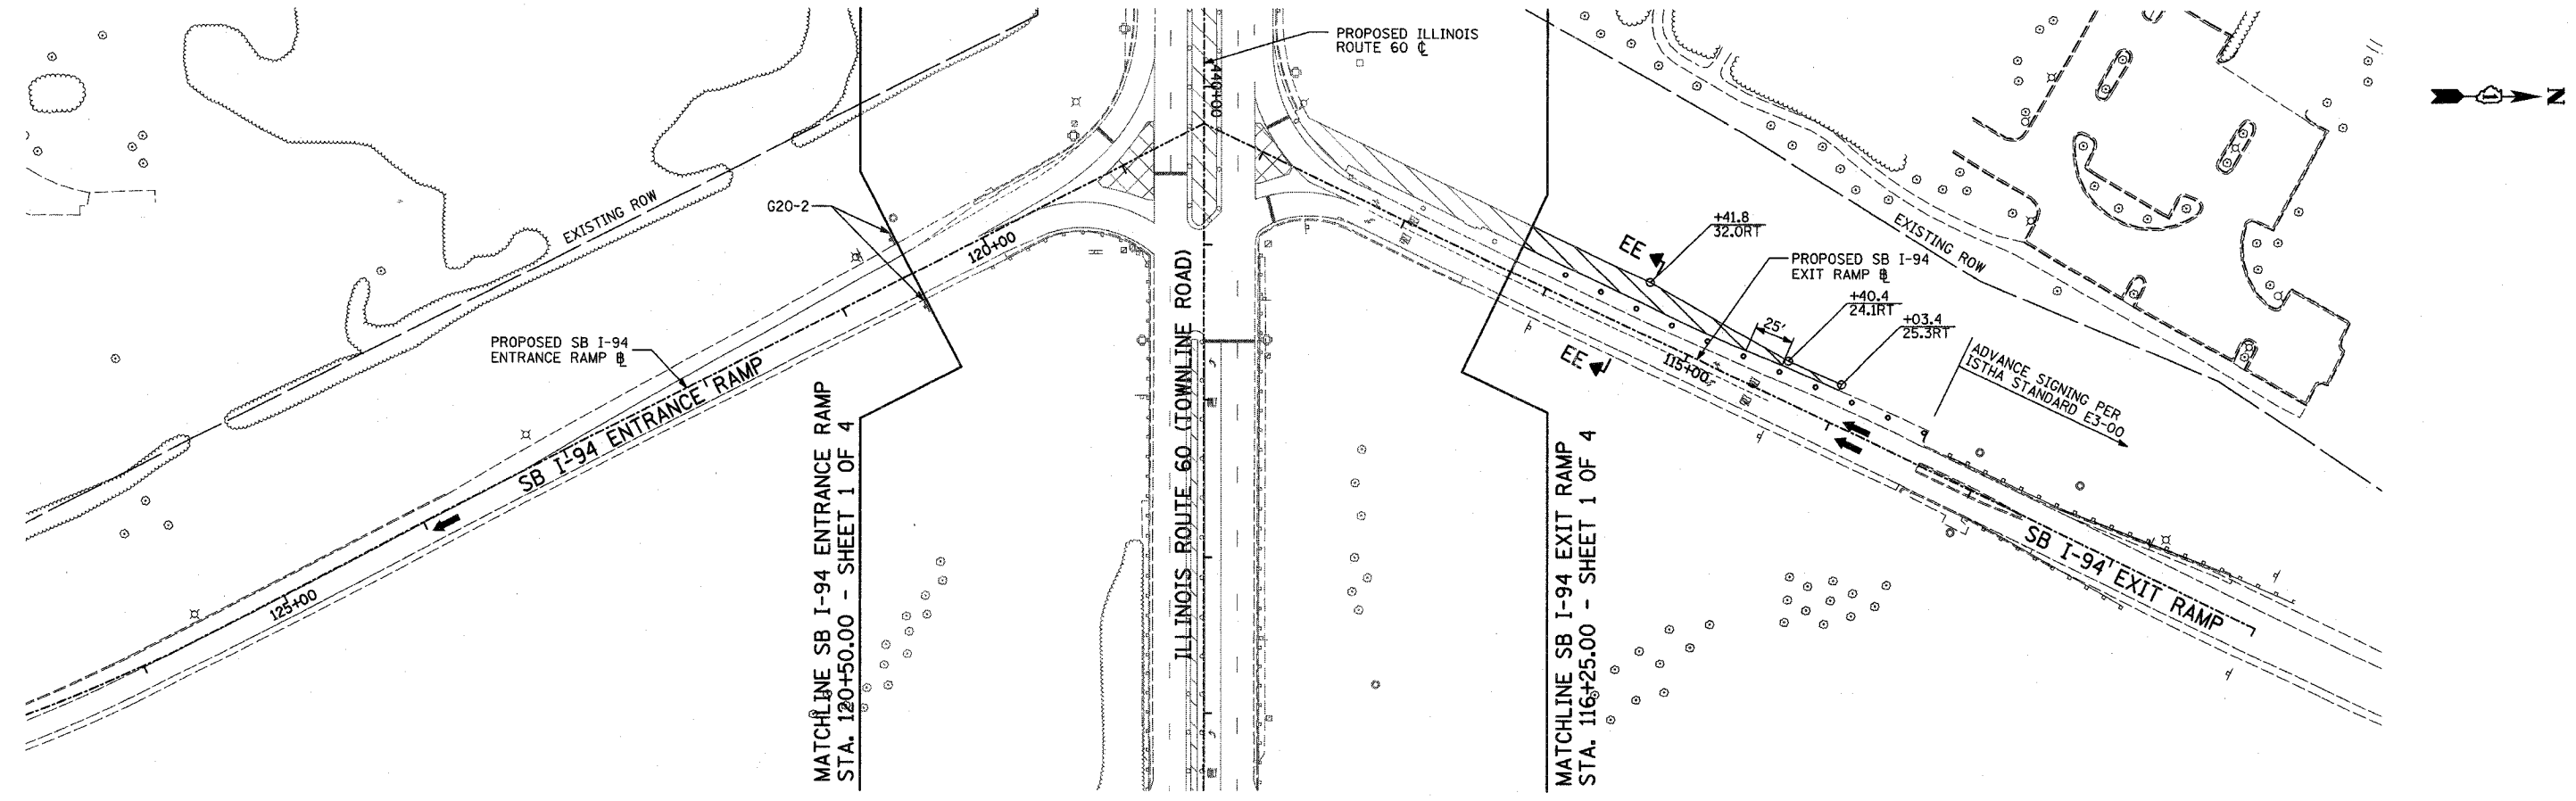 PROPOSED ILLINOIS
ROUTE 60 ℄
440+00
N
EXISTING ROW
G20-2
120+00
PROPOSED SB I-94
ENTRANCE RAMP ⅊
SB I-94 ENTRANCE RAMP
125+00
MATCHLINE SB I-94 ENTRANCE RAMP
STA. 120+50.00 - SHEET 1 OF 4
ILLINOIS ROUTE 60 (TOWNLINE ROAD)
MATCHLINE SB I-94 EXIT RAMP
STA. 116+25.00 - SHEET 1 OF 4
EE
+41.8
32.0RT
EE
PROPOSED SB I-94
EXIT RAMP ⅊
25'
+40.4
24.1RT
+03.4
25.3RT
115+00
EXISTING ROW
ADVANCE SIGNING PER
ISTHA STANDARD E3-00
SB I-94 EXIT RAMP